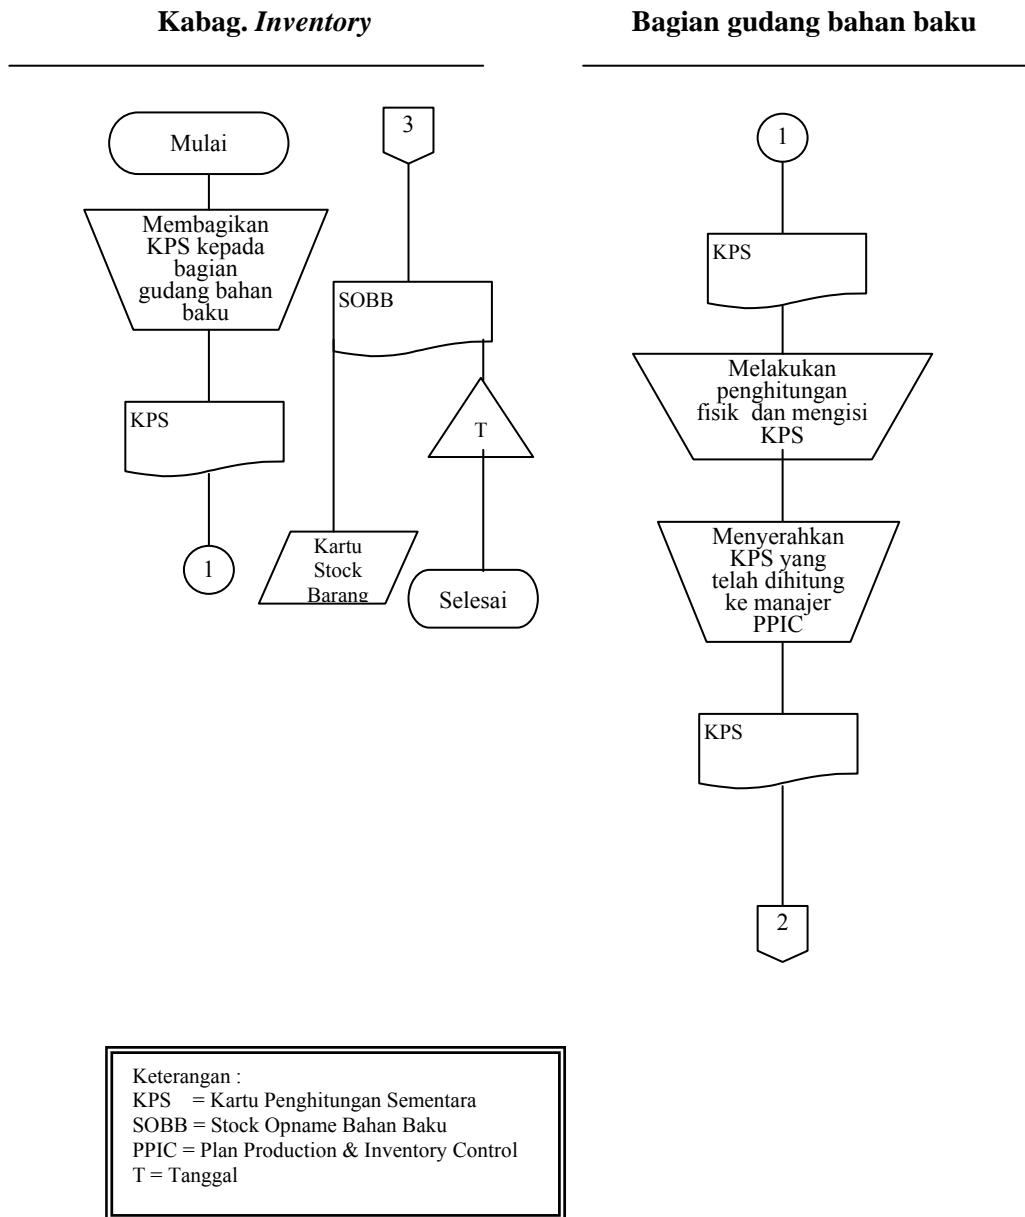 Kabag. Inventory
Mulai
Membagikan
KPS kepada
bagian
gudang bahan
baku
KPS
1
3
SOBB
T
Kartu
Stock
Barang
Selesai
Bagian gudang bahan baku
1
KPS
Melakukan
penghitungan
fisik dan mengisi
KPS
Menyerahkan
KPS yang
telah dihitung
ke manajer
PPIC
KPS
2
Keterangan :
KPS = Kartu Penghitungan Sementara
SOBB = Stock Opname Bahan Baku
PPIC = Plan Production & Inventory Control
T = Tanggal